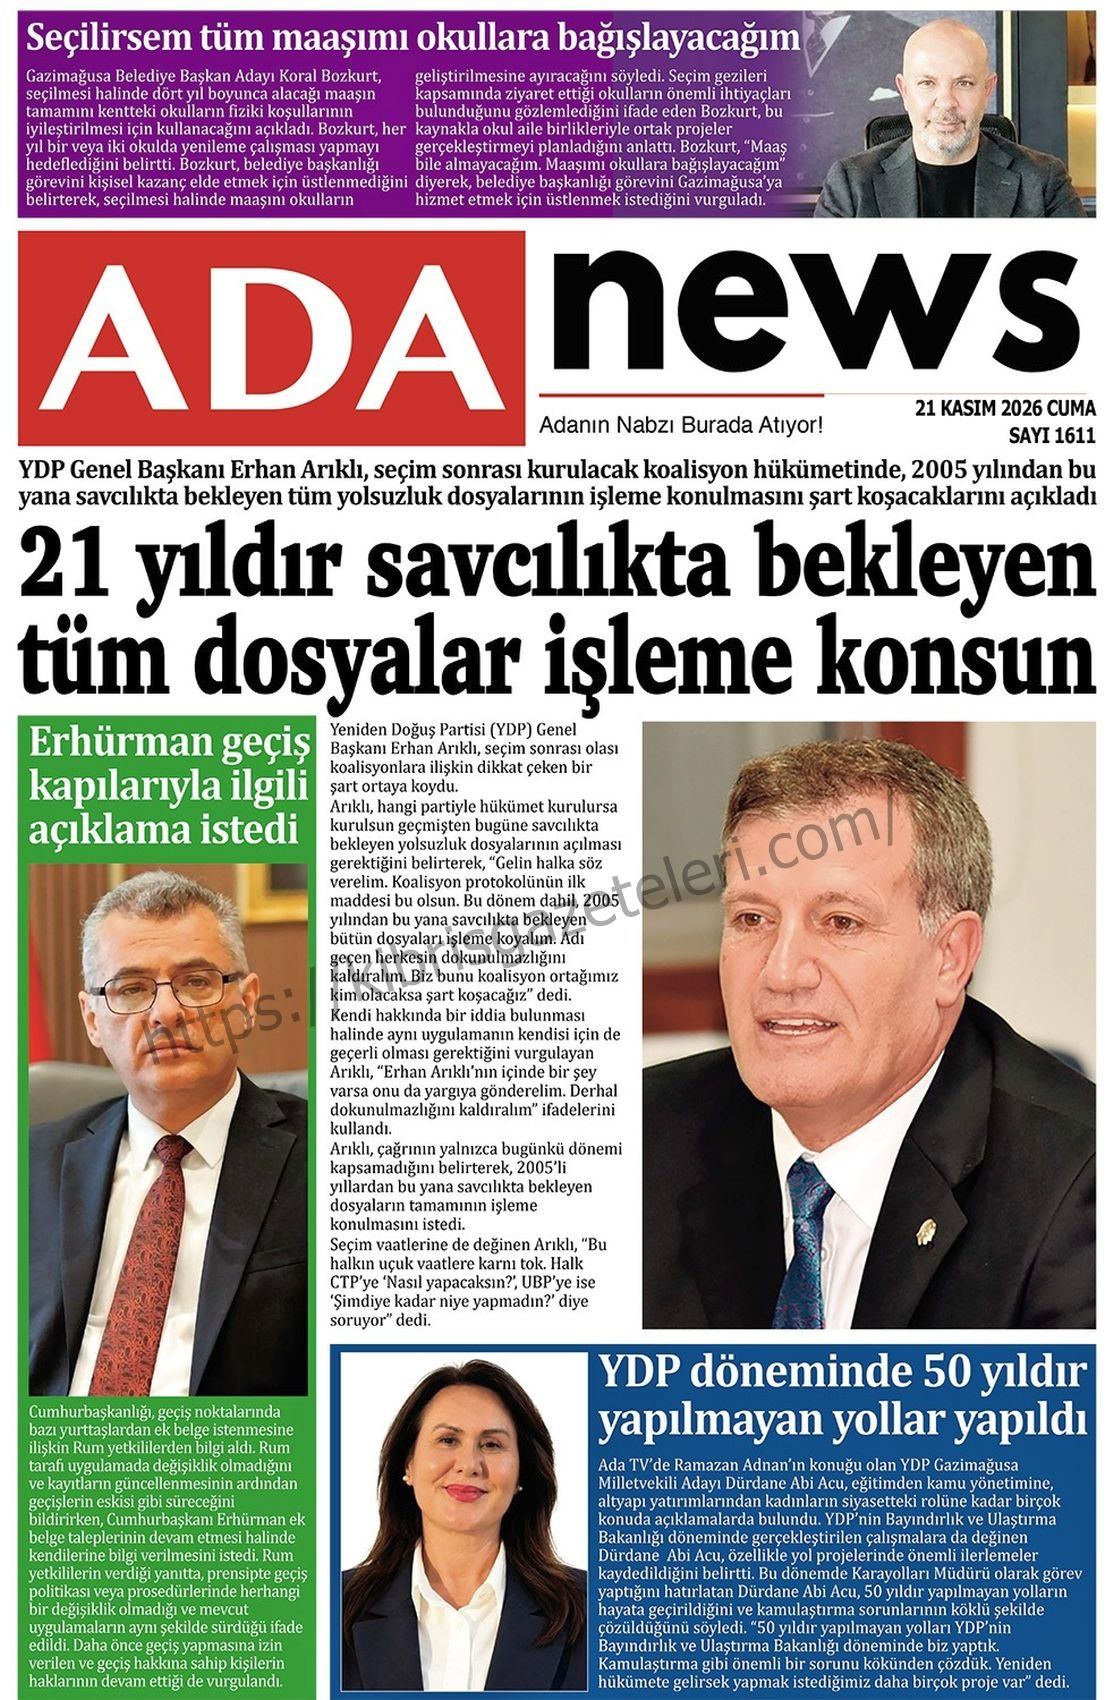 Seçilirsem tüm maaşımı okullara bağışlayacağım
Gazimağusa Belediye Başkan Adayı Koral Bozkurt,
seçilmesi halinde dört yıl boyunca alacağı maaşın
tamamını kentteki okulların fiziki koşullarının
iyileştirilmesi için kullanacağını açıkladı. Bozkurt, her
yıl bir veya iki okulda yenileme çalışması yapmayı
hedeflediğini belirtti. Bozkurt, belediye başkanlığı
görevini kişisel kazanç elde etmek için üstlenmediğini
belirterek, seçilmesi halinde maaşını okulların
geliştirilmesine ayıracağını söyledi. Seçim gezileri
kapsamında ziyaret ettiği okulların önemli ihtiyaçları
bulunduğunu gözlemlediğini ifade eden Bozkurt, bu
kaynakla okul aile birlikleriyle ortak projeler
gerçekleştirmeyi planladığını anlattı. Bozkurt, “Maaş
bile almayacağım. Maaşımı okullara bağışlayacağım”
diyerek, belediye başkanlığı görevini Gazimağusa’ya
hizmet etmek için üstlenmek istediğini vurguladı.
ADA news
Adanın Nabzı Burada Atıyor!
21 KASIM 2026 CUMA
SAYI 1611
YDP Genel Başkanı Erhan Arıklı, seçim sonrası kurulacak koalisyon hükümetinde, 2005 yılından bu
yana savcılıkta bekleyen tüm yolsuzluk dosyalarının işleme konulmasını şart koşacaklarını açıkladı
21 yıldır savcılıkta bekleyen
tüm dosyalar işleme konsun
Erhürman geçiş
kapılarıyla ilgili
açıklama istedi
Cumhurbaşkanlığı, geçiş noktalarında
bazı yurttaşlardan ek belge istenmesine
ilişkin Rum yetkililerden bilgi aldı. Rum
tarafı uygulamada değişiklik olmadığını
ve kayıtların güncellenmesinin ardından
geçişlerin eskisi gibi süreceğini
bildirirken, Cumhurbaşkanı Erhürman ek
belge taleplerinin devam etmesi halinde
kendilerine bilgi verilmesini istedi. Rum
yetkililerin verdiği yanıtta, prensipte geçiş
politikası veya prosedürlerinde herhangi
bir değişiklik olmadığı ve mevcut
uygulamaların aynı şekilde sürdüğü ifade
edildi. Daha önce geçiş yapmasına izin
verilen ve geçiş hakkına sahip kişilerin
haklarının devam ettiği de vurgulandı.
Yeniden Doğuş Partisi (YDP) Genel
Başkanı Erhan Arıklı, seçim sonrası olası
koalisyonlara ilişkin dikkat çeken bir
şart ortaya koydu.
Arıklı, hangi partiyle hükümet kurulursa
kurulsun geçmişten bugüne savcılıkta
bekleyen yolsuzluk dosyalarının açılması
gerektiğini belirterek, “Gelin halka söz
verelim. Koalisyon protokolünün ilk
maddesi bu olsun. Bu dönem dahil, 2005
yılından bu yana savcılıkta bekleyen
bütün dosyaları işleme koyalım. Adı
geçen herkesin dokunulmazlığını
kaldıralım. Biz bunu koalisyon ortağımız
kim olacaksa şart koşacağız” dedi.
Kendi hakkında bir iddia bulunması
halinde aynı uygulamanın kendisi için de
geçerli olması gerektiğini vurgulayan
Arıklı, “Erhan Arıklı’nın içinde bir şey
varsa onu da yargıya gönderelim. Derhal
dokunulmazlığını kaldıralım” ifadelerini
kullandı.
Arıklı, çağrının yalnızca bugünkü dönemi
kapsamadığını belirterek, 2005’li
yıllardan bu yana savcılıkta bekleyen
dosyaların tamamının işleme
konulmasını istedi.
Seçim vaatlerine de değinen Arıklı, “Bu
halkın uçuk vaatlere karnı tok. Halk
CTP’ye ‘Nasıl yapacaksın?’, UBP’ye ise
‘Şimdiye kadar niye yapmadın?’ diye
soruyor” dedi.
https://kibrisgazeteleri.com/
YDP döneminde 50 yıldır
yapılmayan yollar yapıldı
Ada TV’de Ramazan Adnan’ın konuğu olan YDP Gazimağusa
Milletvekili Adayı Dürdane Abi Acu, eğitimden kamu yönetimine,
altyapı yatırımlarından kadınların siyasetteki rolüne kadar birçok
konuda açıklamalarda bulundu. YDP’nin Bayındırlık ve Ulaştırma
Bakanlığı döneminde gerçekleştirilen çalışmalara da değinen
Dürdane Abi Acu, özellikle yol projelerinde önemli ilerlemeler
kaydedildiğini belirtti. Bu dönemde Karayolları Müdürü olarak görev
yaptığını hatırlatan Dürdane Abi Acu, 50 yıldır yapılmayan yolların
hayata geçirildiğini ve kamulaştırma sorunlarının köklü şekilde
çözüldüğünü söyledi. “50 yıldır yapılmayan yolları YDP’nin
Bayındırlık ve Ulaştırma Bakanlığı döneminde biz yaptık.
Kamulaştırma gibi önemli bir sorunu kökünden çözdük. Yeniden
hükümete gelirsek yapmak istediğimiz daha birçok proje var” dedi.